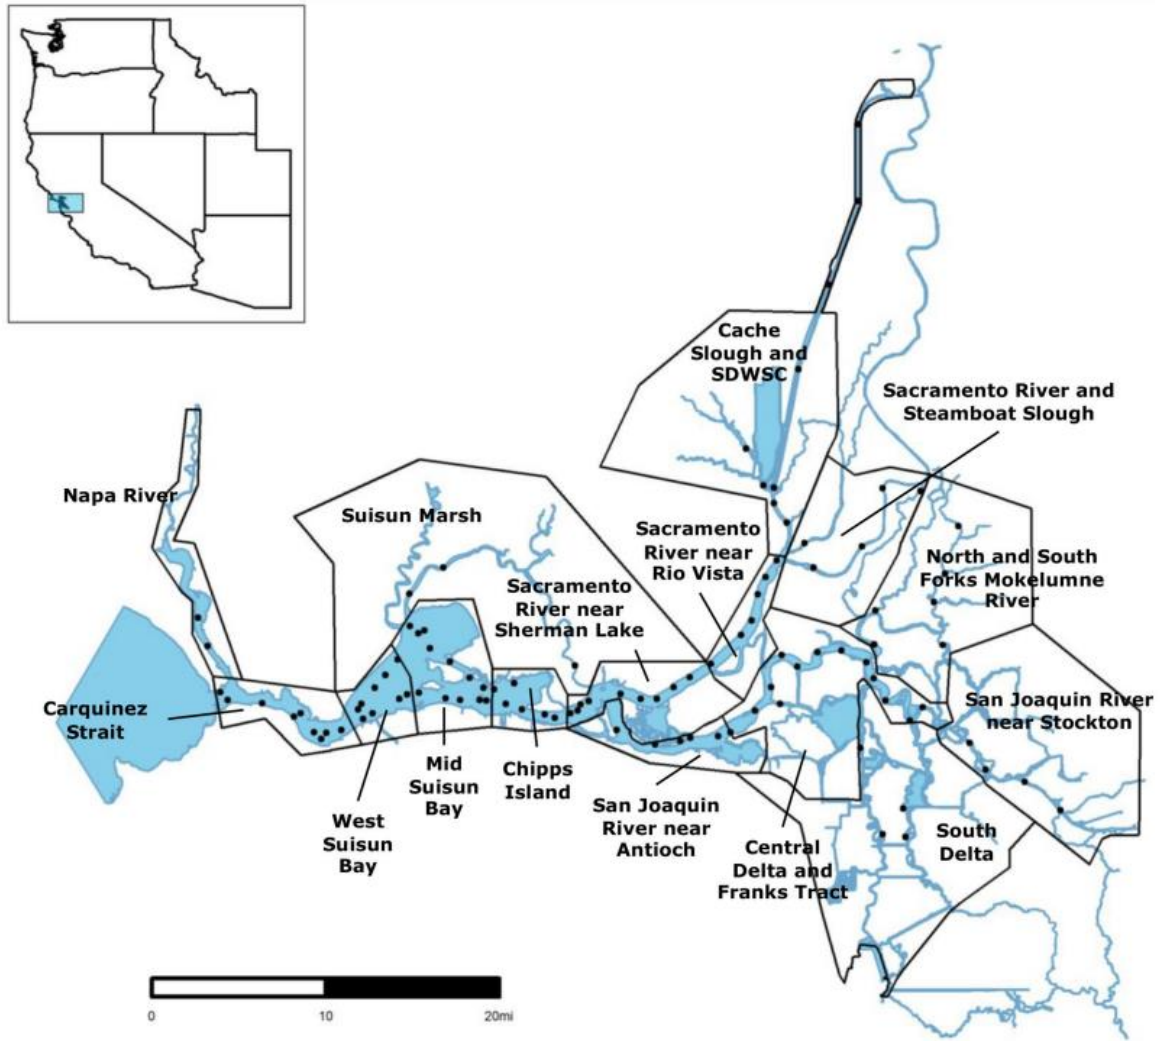 Cache
Slough and
SDWSC
Sacramento River and
Steamboat Slough
Napa River
Suisun Marsh
Sacramento
River near
Rio Vista
North and South
Forks Mokelumne
River
Sacramento
River near
Sherman Lake
Carquinez
Strait
San Joaquin River
near Stockton
Mid
Suisun
Bay
Chipps
Island
West
Suisun
Bay
San Joaquin
River near
Antioch
Central
Delta and
Franks Tract
South
Delta
0
10
20mi